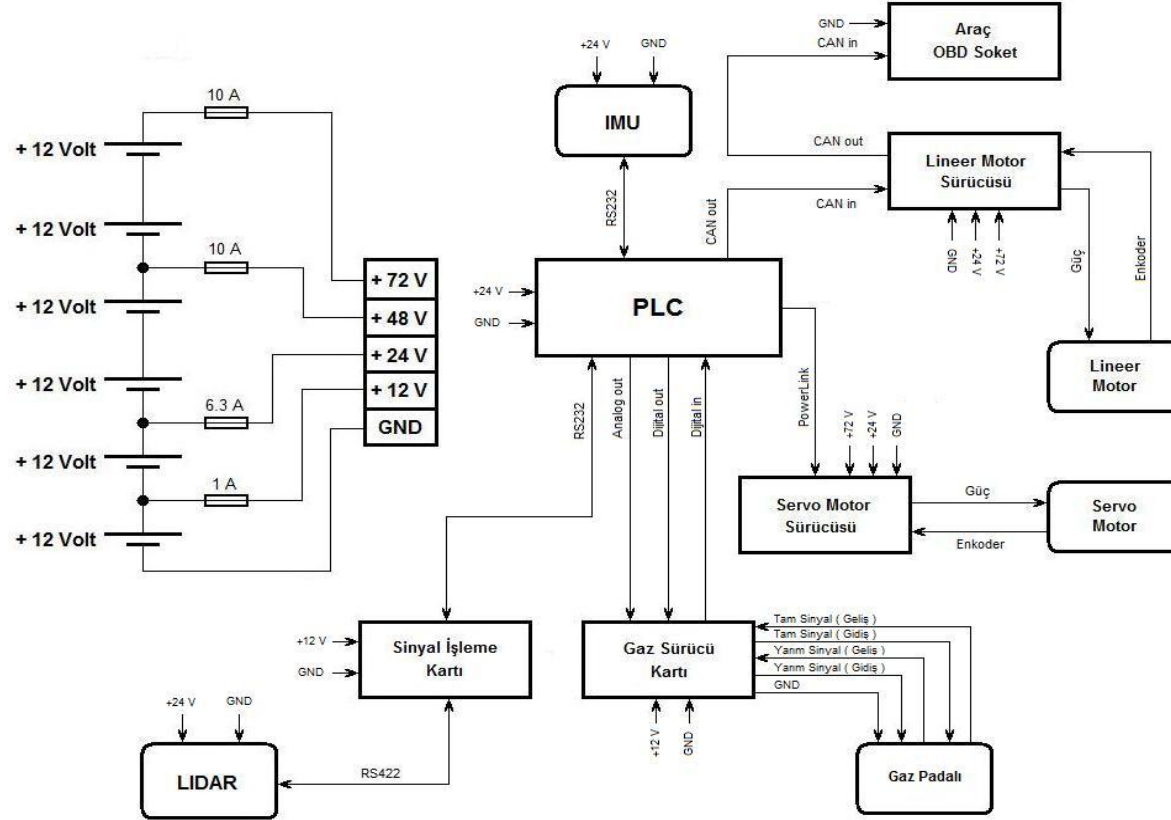 10 A
+ 12 Volt
+ 12 Volt
10 A
+ 12 Volt
+ 12 Volt
6.3 A
+ 12 Volt
1 A
+ 12 Volt
+ 72 V
+ 48 V
+ 24 V
+ 12 V
GND
+24 V
GND
IMU
RS232
GND
CAN in
Araç
OBD Soket
CAN out
CAN out
CAN in
Lineer Motor
Sürücüsü
GND
+24 V
+72 V
Güç
Enkoder
Lineer
Motor
+24 V
GND
PLC
RS232
Analog out
Dijital out
Dijital in
PowerLink
+72 V
+24 V
GND
Servo Motor
Sürücüsü
Güç
Enkoder
Servo
Motor
+12 V
GND
Sinyal İşleme
Kartı
Gaz Sürücü
Kartı
+12 V
GND
Tam Sinyal ( Geliş )
Tam Sinyal ( Gidiş )
Yarım Sinyal ( Geliş )
Yarım Sinyal ( Gidiş )
GND
Gaz Padalı
+24 V
GND
LIDAR
RS422